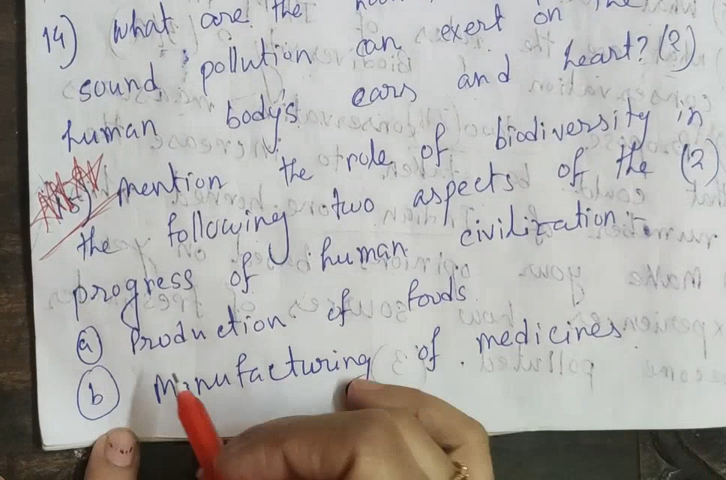 14) What are the
sound pollution can exert on the
human body's ears and heart? (2)
mention the role of biodiversity in
the following two aspects of the (2)
progress of human civilization.
(a) Production of foods
(b) Manufacturing of medicines.